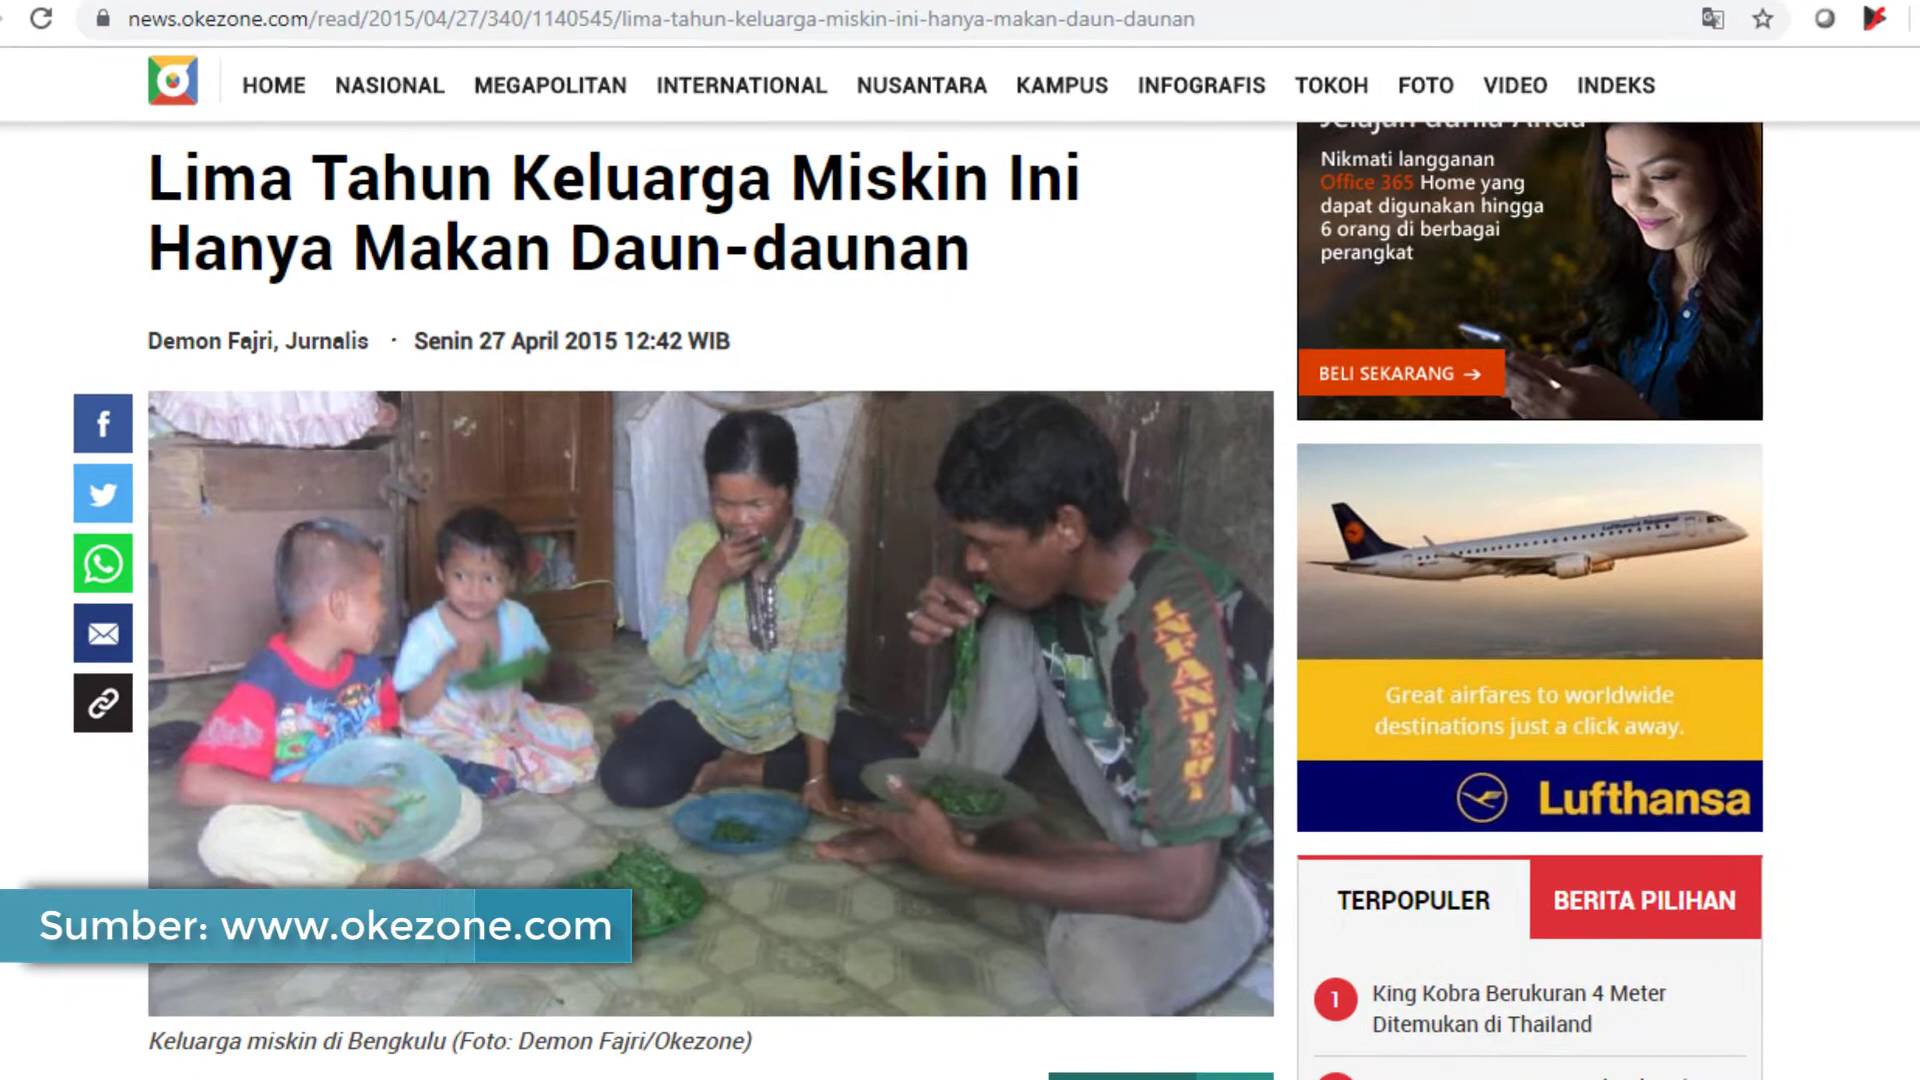 news.okezone.com/read/2015/04/27/340/1140545/lima-tahun-keluarga-miskin-ini-hanya-makan-daun-daunan
HOME NASIONAL MEGAPOLITAN INTERNATIONAL NUSANTARA KAMPUS INFOGRAFIS TOKOH FOTO VIDEO INDEKS
Lima Tahun Keluarga Miskin Ini
Hanya Makan Daun-daunan
Demon Fajri, Jurnalis · Senin 27 April 2015 12:42 WIB
INFANTERI
Sumber: www.okezone.com
Keluarga miskin di Bengkulu (Foto: Demon Fajri/Okezone)
Jelajah dunia Anda
Nikmati langganan
Office 365 Home yang
dapat digunakan hingga
6 orang di berbagai
perangkat
BELI SEKARANG →
Great airfares to worldwide
destinations just a click away.
Lufthansa
TERPOPULER
BERITA PILIHAN
1
King Kobra Berukuran 4 Meter
Ditemukan di Thailand